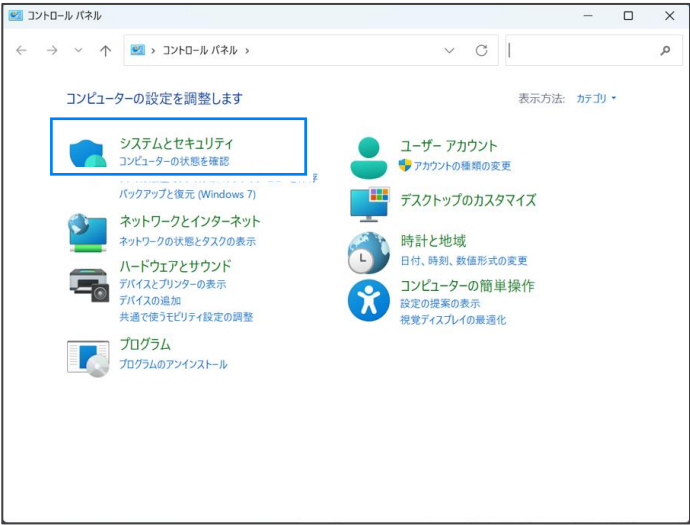 コントロール パネル
コントロール パネル
コンピューターの設定を調整します
表示方法: カテゴリ
システムとセキュリティ
コンピューターの状態を確認
バックアップと復元 (Windows 7)
ネットワークとインターネット
ネットワークの状態とタスクの表示
ハードウェアとサウンド
デバイスとプリンターの表示
デバイスの追加
共通で使うモビリティ設定の調整
プログラム
プログラムのアンインストール
ユーザー アカウント
アカウントの種類の変更
デスクトップのカスタマイズ
時計と地域
日付、時刻、数値形式の変更
コンピューターの簡単操作
設定の提案の表示
視覚ディスプレイの最適化